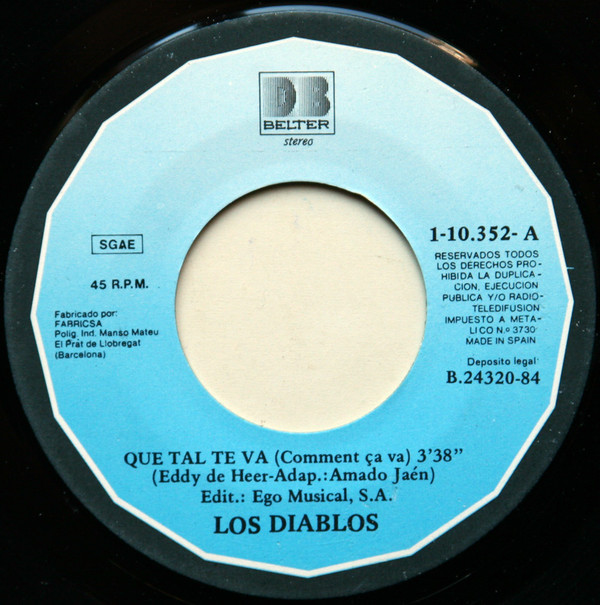 DB
BELTER
stereo
SGAE
45 R.P.M.
Fabricado por:
FABRICSA
Polig. Ind. Manso Mateu
El Prat de Llobregat
(Barcelona)
1-10.352- A
RESERVADOS TODOS
LOS DERECHOS PRO-
HIBIDA LA DUPLICA-
CION, EJECUCION
PUBLICA Y/O RADIO-
TELEDIFUSION
IMPUESTO A META-
LICO N.º 3730
MADE IN SPAIN
Deposito legal:
B.24320-84
QUE TAL TE VA (Comment ça va) 3'38"
(Eddy de Heer-Adap.:Amado Jaén)
Edit.: Ego Musical, S.A.
LOS DIABLOS